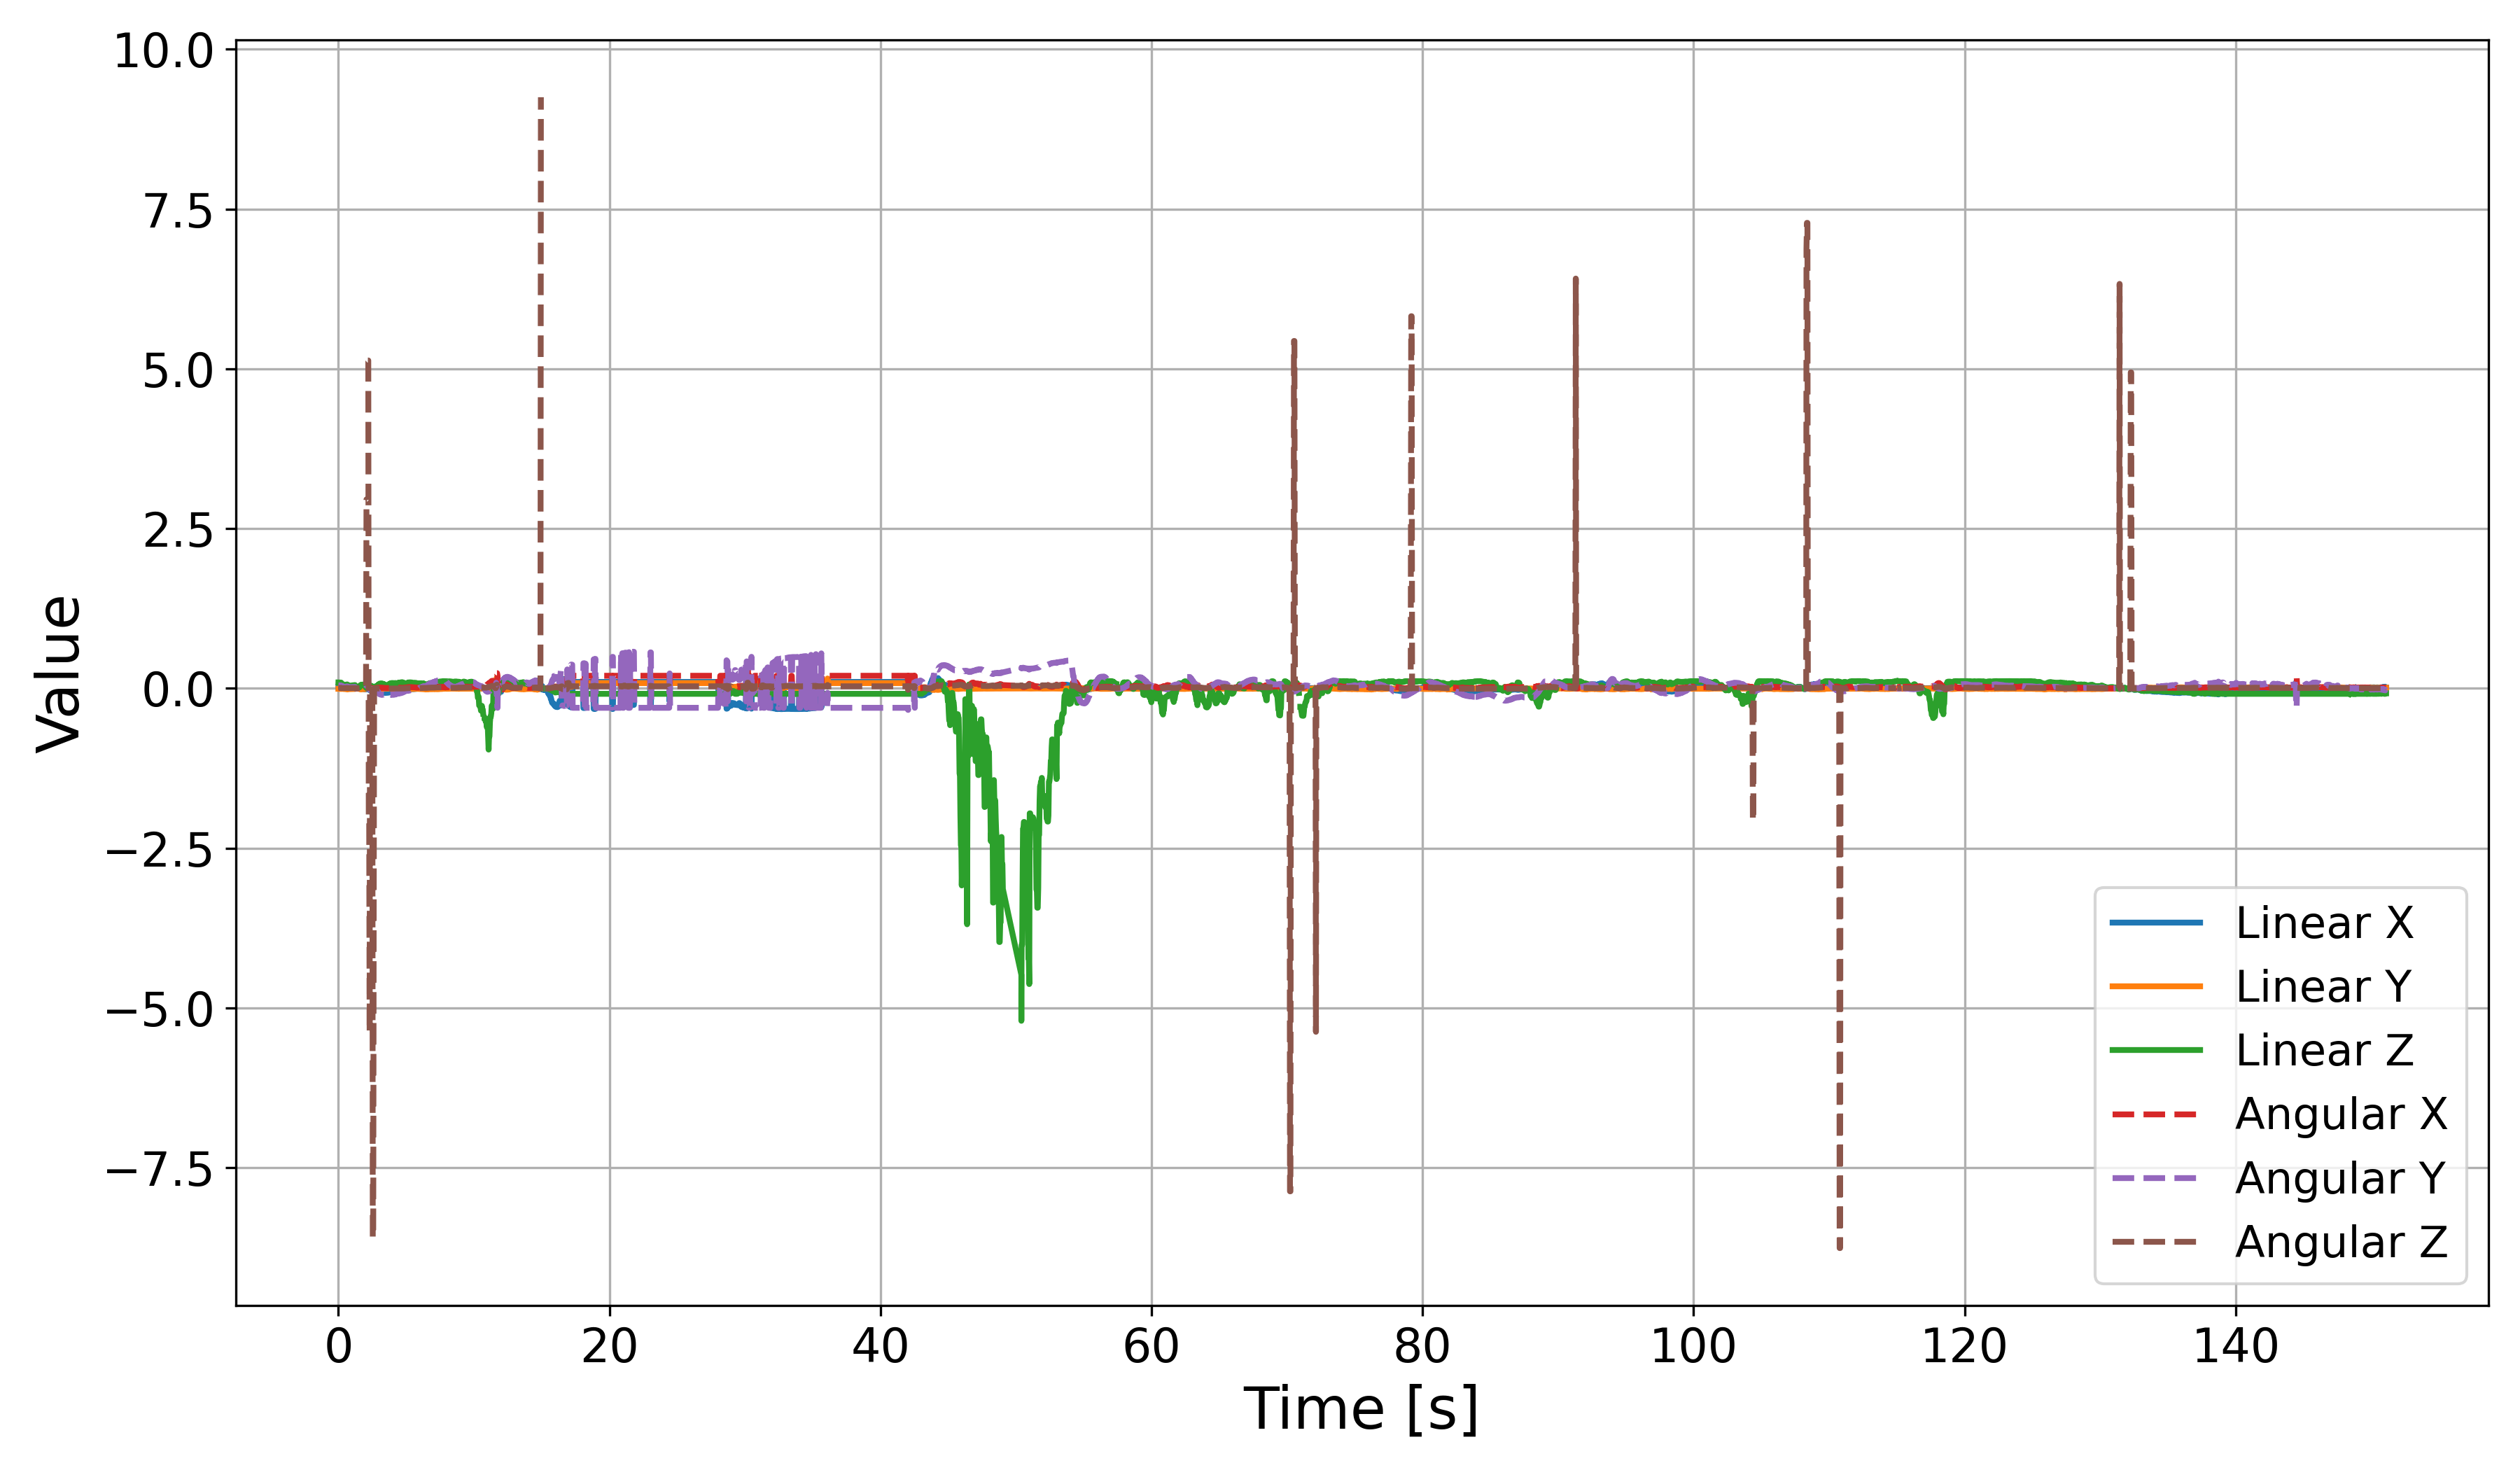 10.0
7.5
5.0
2.5
0.0
−2.5
−5.0
−7.5
Value
0 20 40 60 80 100 120 140
Time [s]
Linear X
Linear Y
Linear Z
Angular X
Angular Y
Angular Z